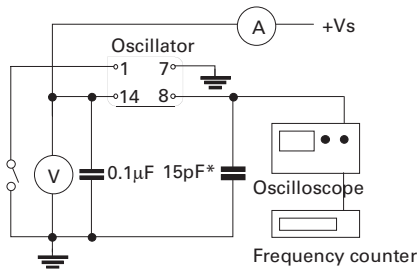 A
+Vs
Oscillator
1 7
14 8
V
0.1µF
15pF*
Oscilloscope
Frequency counter